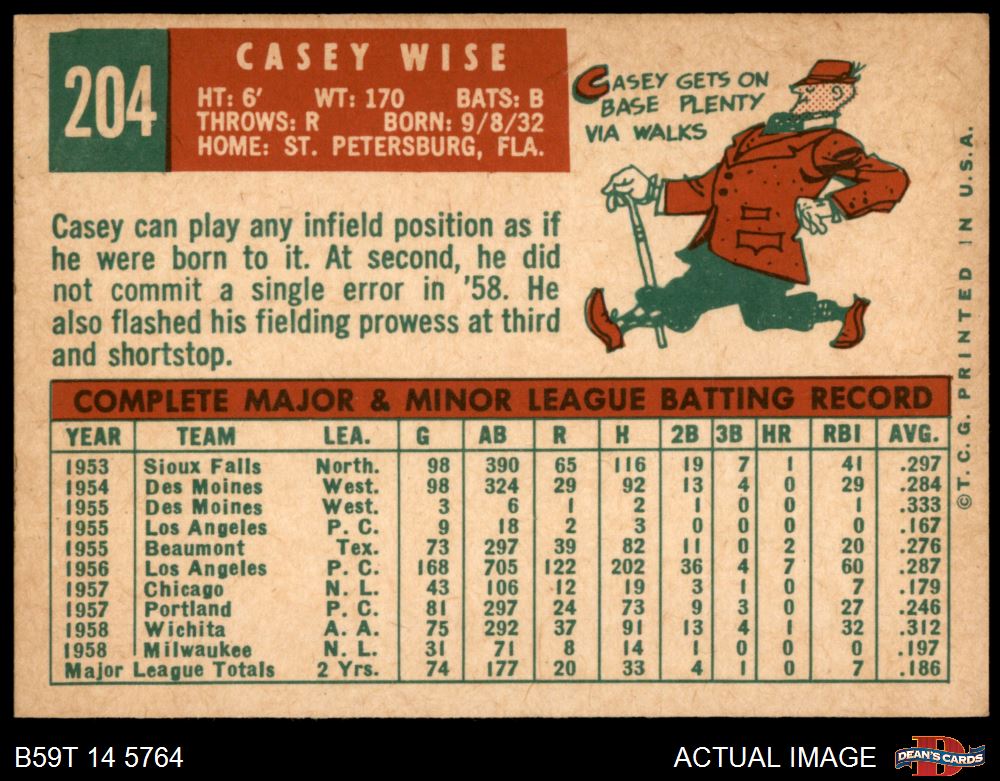 204
CASEY WISE
HT: 6' WT: 170 BATS: B
THROWS: R BORN: 9/8/32
HOME: ST. PETERSBURG, FLA.
CASEY GETS ON
BASE PLENTY
VIA WALKS
Casey can play any infield position as if
he were born to it. At second, he did
not commit a single error in '58. He
also flashed his fielding prowess at third
and shortstop.
COMPLETE MAJOR & MINOR LEAGUE BATTING RECORD
YEAR TEAM LEA. G AB R H 2B 3B HR RBI AVG.
1953 Sioux Falls North. 98 390 65 116 19 7 1 41 .297
1954 Des Moines West. 98 324 29 92 13 4 0 29 .284
1955 Des Moines West. 3 6 1 2 1 0 0 1 .333
1955 Los Angeles P. C. 9 18 2 3 0 0 0 0 .167
1955 Beaumont Tex. 73 297 39 82 11 0 2 20 .276
1956 Los Angeles P. C. 168 705 122 202 36 4 7 60 .287
1957 Chicago N. L. 43 106 12 19 3 1 0 7 .179
1957 Portland P. C. 81 297 24 73 9 3 0 27 .246
1958 Wichita A. A. 75 292 37 91 13 4 1 32 .312
1958 Milwaukee N. L. 31 71 8 14 1 0 0 0 .197
Major League Totals 2 Yrs. 74 177 20 33 4 1 0 7 .186
©T.C.G. PRINTED IN U.S.A.
B59T 14 5764
ACTUAL IMAGE
DEAN'S CARDS